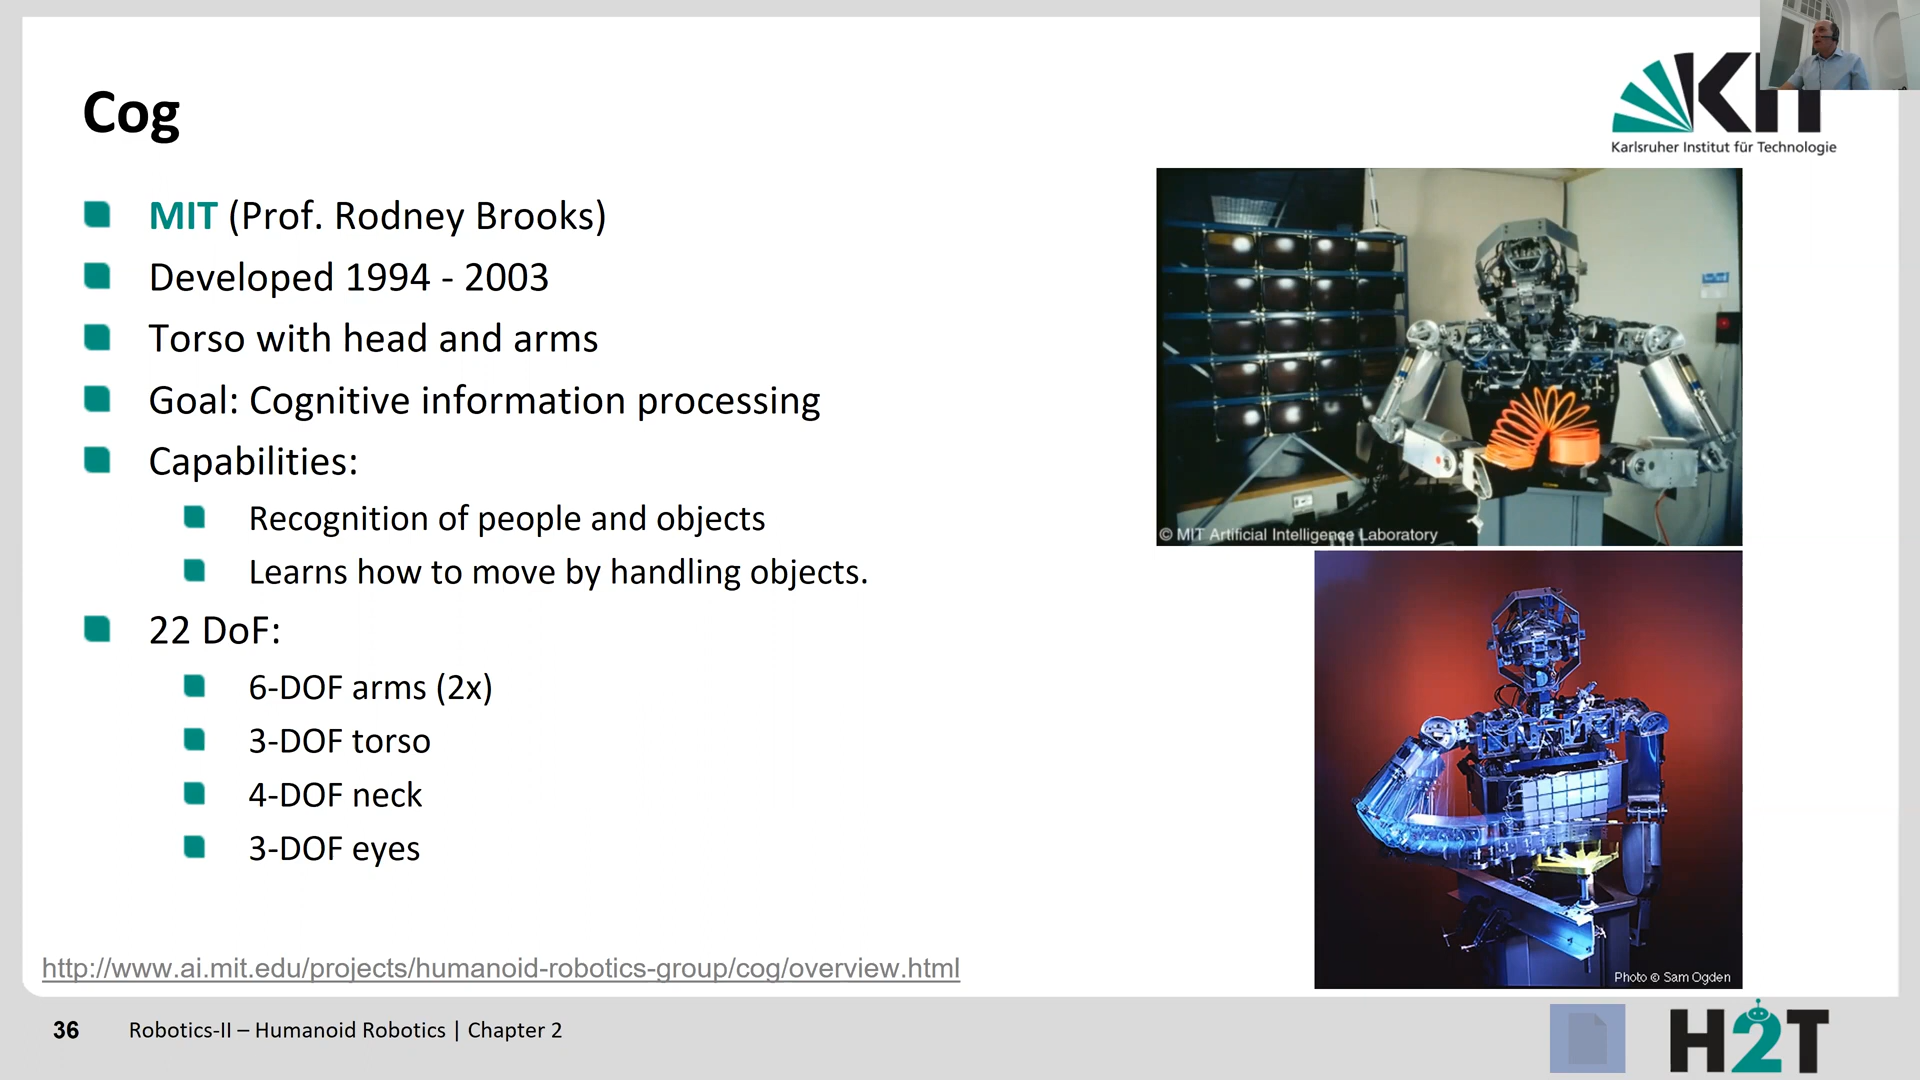 Cog
KIT
Karlsruher Institut für Technologie
MIT (Prof. Rodney Brooks)
Developed 1994 - 2003
Torso with head and arms
Goal: Cognitive information processing
Capabilities:
Recognition of people and objects
Learns how to move by handling objects.
22 DoF:
6-DOF arms (2x)
3-DOF torso
4-DOF neck
3-DOF eyes
© MIT Artificial Intelligence Laboratory
Photo © Sam Ogden
http://www.ai.mit.edu/projects/humanoid-robotics-group/cog/overview.html
36 Robotics-II – Humanoid Robotics | Chapter 2
H2T